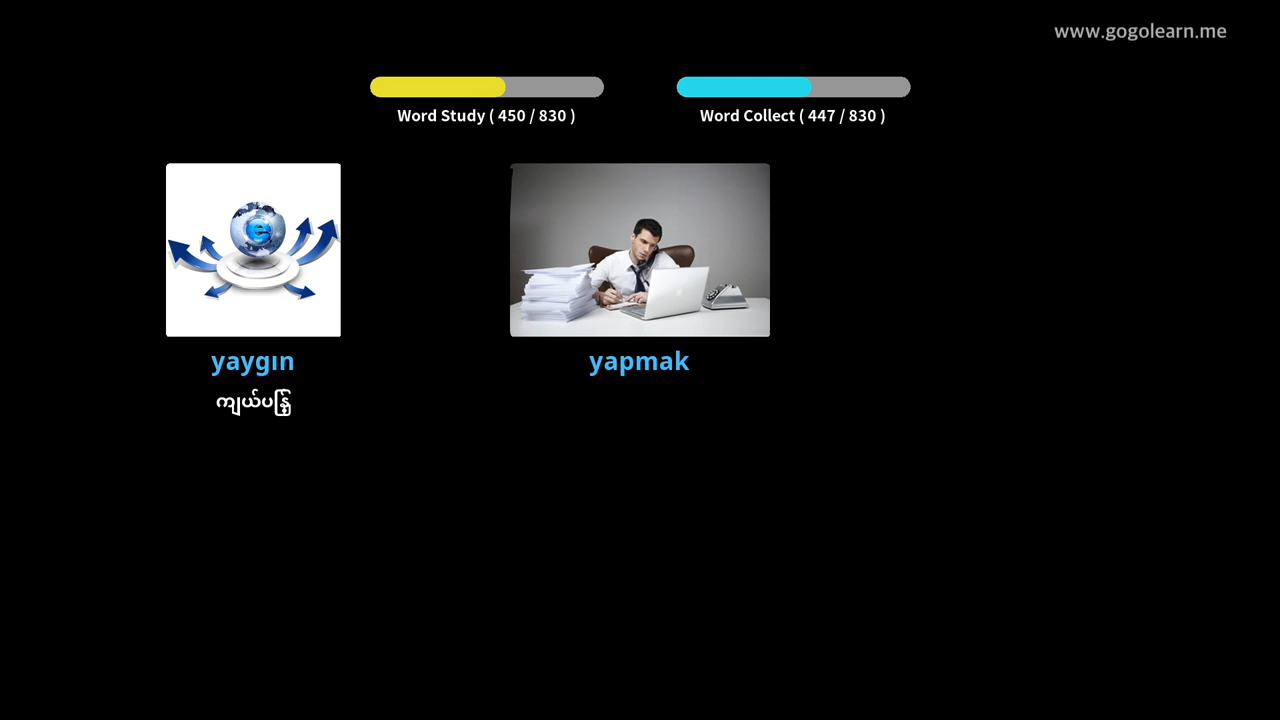 www.gogolearn.me
Word Study ( 450 / 830 )
Word Collect ( 447 / 830 )
e
yaygın
yapmak
ကျယ်ပန့်ြ